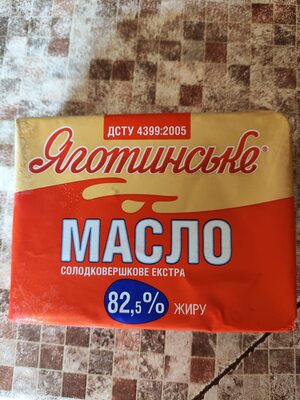 ДСТУ 4399:2005
Яготинське®
МАСЛО
СОЛОДКОВЕРШКОВЕ ЕКСТРА
82,5% ЖИРУ